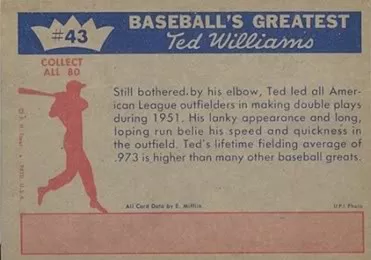 #43
BASEBALL'S GREATEST
Ted Williams
COLLECT
ALL 80
Still bothered by his elbow, Ted led all Amer-
ican League outfielders in making double plays
during 1951. His lanky appearance and long,
loping run belie his speed and quickness in
the outfield. Ted's lifetime fielding average of
.973 is higher than many other baseball greats.
All Card Data by E. Mifflin
UPI Photo
U.S.A.